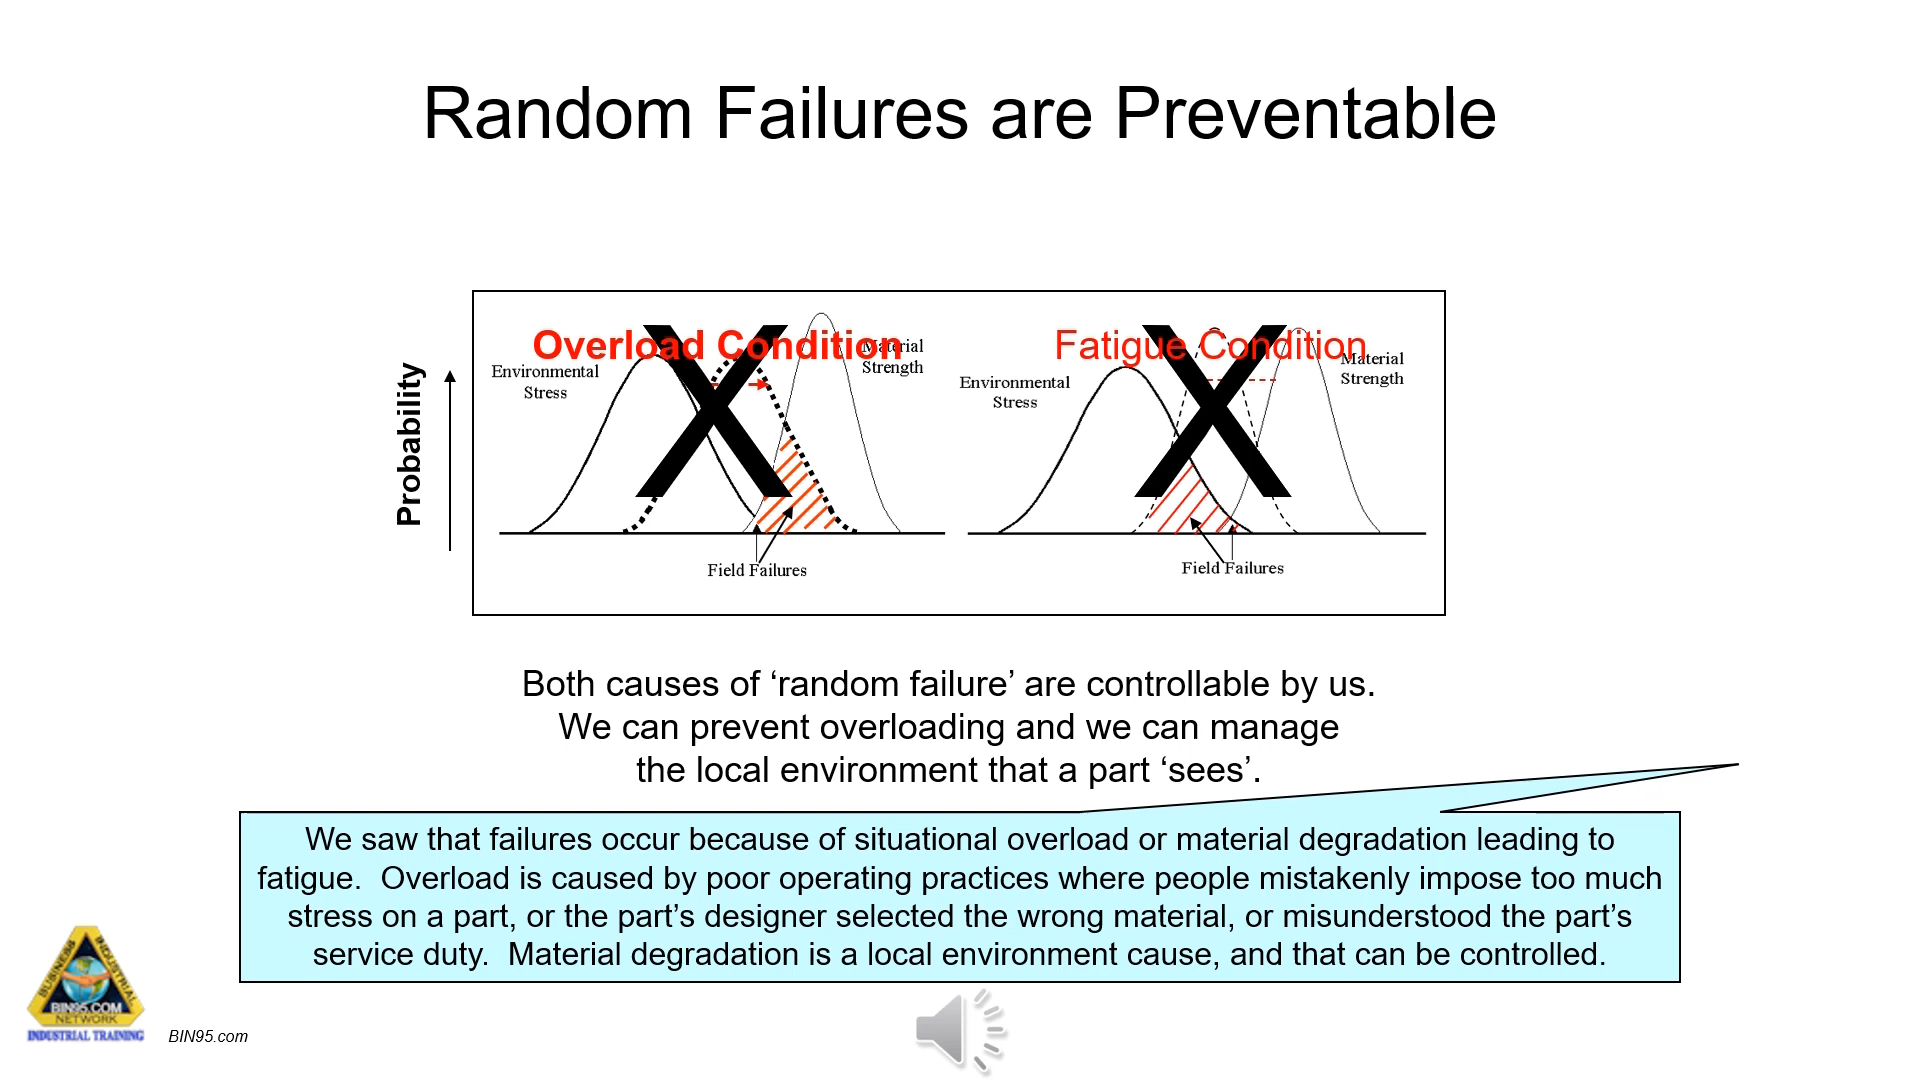 Random Failures are Preventable
Overload Condition
Fatigue Condition
Environmental
Stress
Material
Strength
Environmental
Stress
Material
Strength
Probability
Field Failures
Field Failures
Both causes of ‘random failure’ are controllable by us.
We can prevent overloading and we can manage
the local environment that a part ‘sees’.
We saw that failures occur because of situational overload or material degradation leading to
fatigue.  Overload is caused by poor operating practices where people mistakenly impose too much
stress on a part, or the part’s designer selected the wrong material, or misunderstood the part’s
service duty.  Material degradation is a local environment cause, and that can be controlled.
BUSINESS
INDUSTRIAL
BIN95.COM
NETWORK
INDUSTRIAL TRAINING
BIN95.com